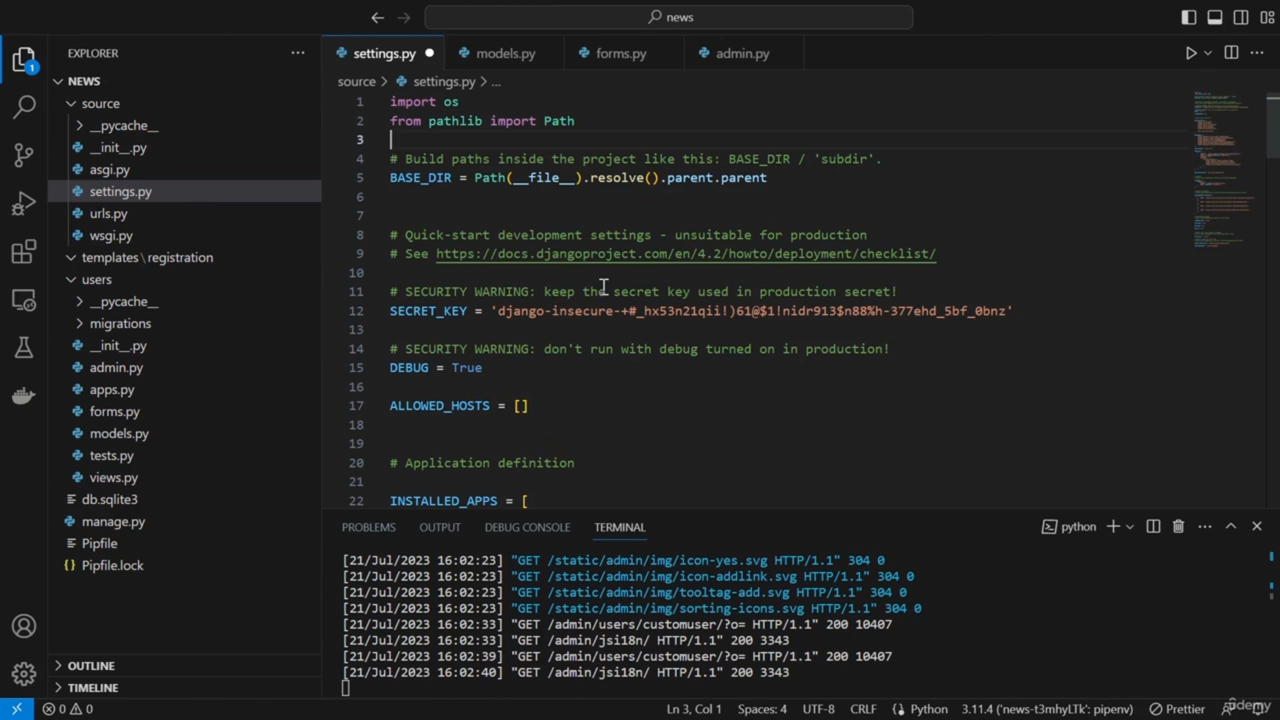 news
EXPLORER
NEWS
source
__pycache__
__init__.py
asgi.py
settings.py
urls.py
wsgi.py
templates\registration
users
__pycache__
migrations
__init__.py
admin.py
apps.py
forms.py
models.py
tests.py
views.py
db.sqlite3
manage.py
Pipfile
Pipfile.lock
OUTLINE
TIMELINE
1
settings.py models.py forms.py admin.py
source > settings.py > ...
1 import os
2 from pathlib import Path
3
4 # Build paths inside the project like this: BASE_DIR / 'subdir'.
5 BASE_DIR = Path(__file__).resolve().parent.parent
6
7
8 # Quick-start development settings - unsuitable for production
9 # See https://docs.djangoproject.com/en/4.2/howto/deployment/checklist/
10
11 # SECURITY WARNING: keep the secret key used in production secret!
12 SECRET_KEY = 'django-insecure-+#_hx53n21qii!)61@$1!nidr913$n88%h-377ehd_5bf_0bnz'
13
14 # SECURITY WARNING: don't run with debug turned on in production!
15 DEBUG = True
16
17 ALLOWED_HOSTS = []
18
19
20 # Application definition
21
22 INSTALLED_APPS = [
PROBLEMS OUTPUT DEBUG CONSOLE TERMINAL python
[21/Jul/2023 16:02:23] "GET /static/admin/img/icon-yes.svg HTTP/1.1" 304 0
[21/Jul/2023 16:02:23] "GET /static/admin/img/icon-addlink.svg HTTP/1.1" 304 0
[21/Jul/2023 16:02:23] "GET /static/admin/img/tooltag-add.svg HTTP/1.1" 304 0
[21/Jul/2023 16:02:23] "GET /static/admin/img/sorting-icons.svg HTTP/1.1" 304 0
[21/Jul/2023 16:02:33] "GET /admin/users/customuser/?o= HTTP/1.1" 200 10407
[21/Jul/2023 16:02:33] "GET /admin/jsi18n/ HTTP/1.1" 200 3343
[21/Jul/2023 16:02:39] "GET /admin/users/customuser/?o= HTTP/1.1" 200 10407
[21/Jul/2023 16:02:40] "GET /admin/jsi18n/ HTTP/1.1" 200 3343
0 0 Ln 3, Col 1 Spaces: 4 UTF-8 CRLF Python 3.11.4 ('news-t3mhyLTk': pipenv) Prettier
Udemy